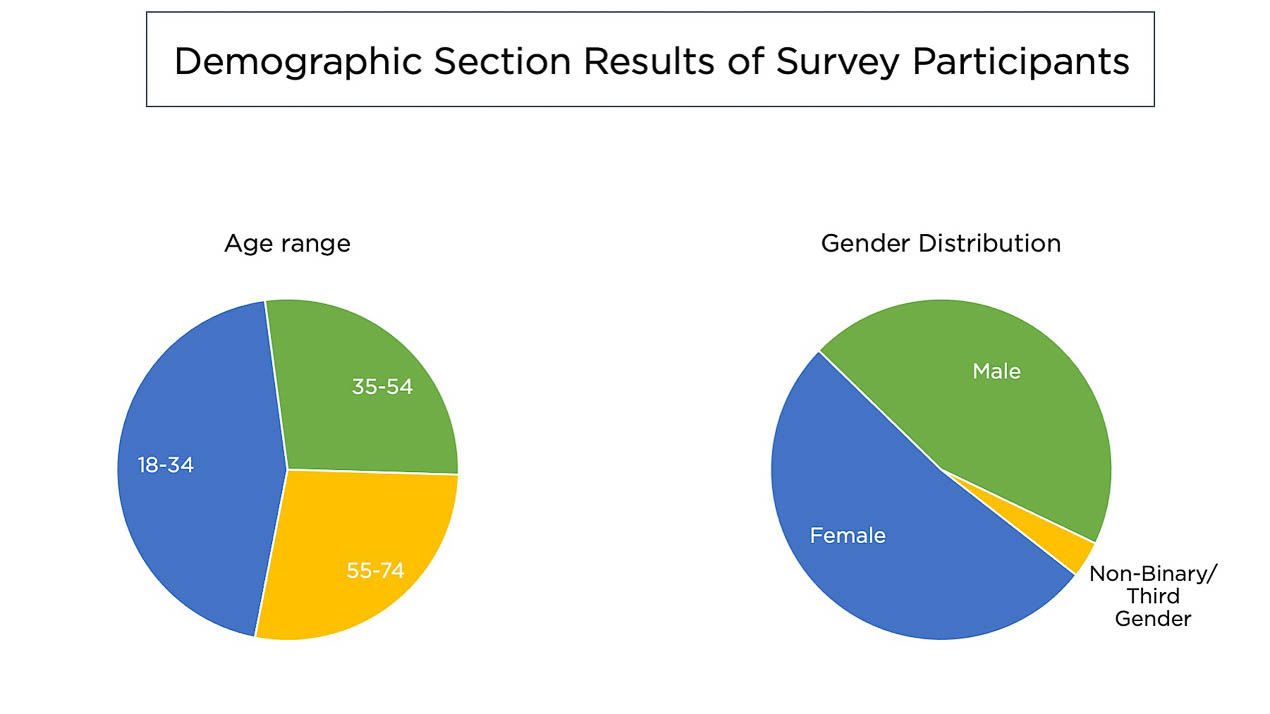 Demographic Section Results of Survey Participants
Age range
35-54
18-34
55-74
Gender Distribution
Male
Female
Non-Binary/
Third
Gender